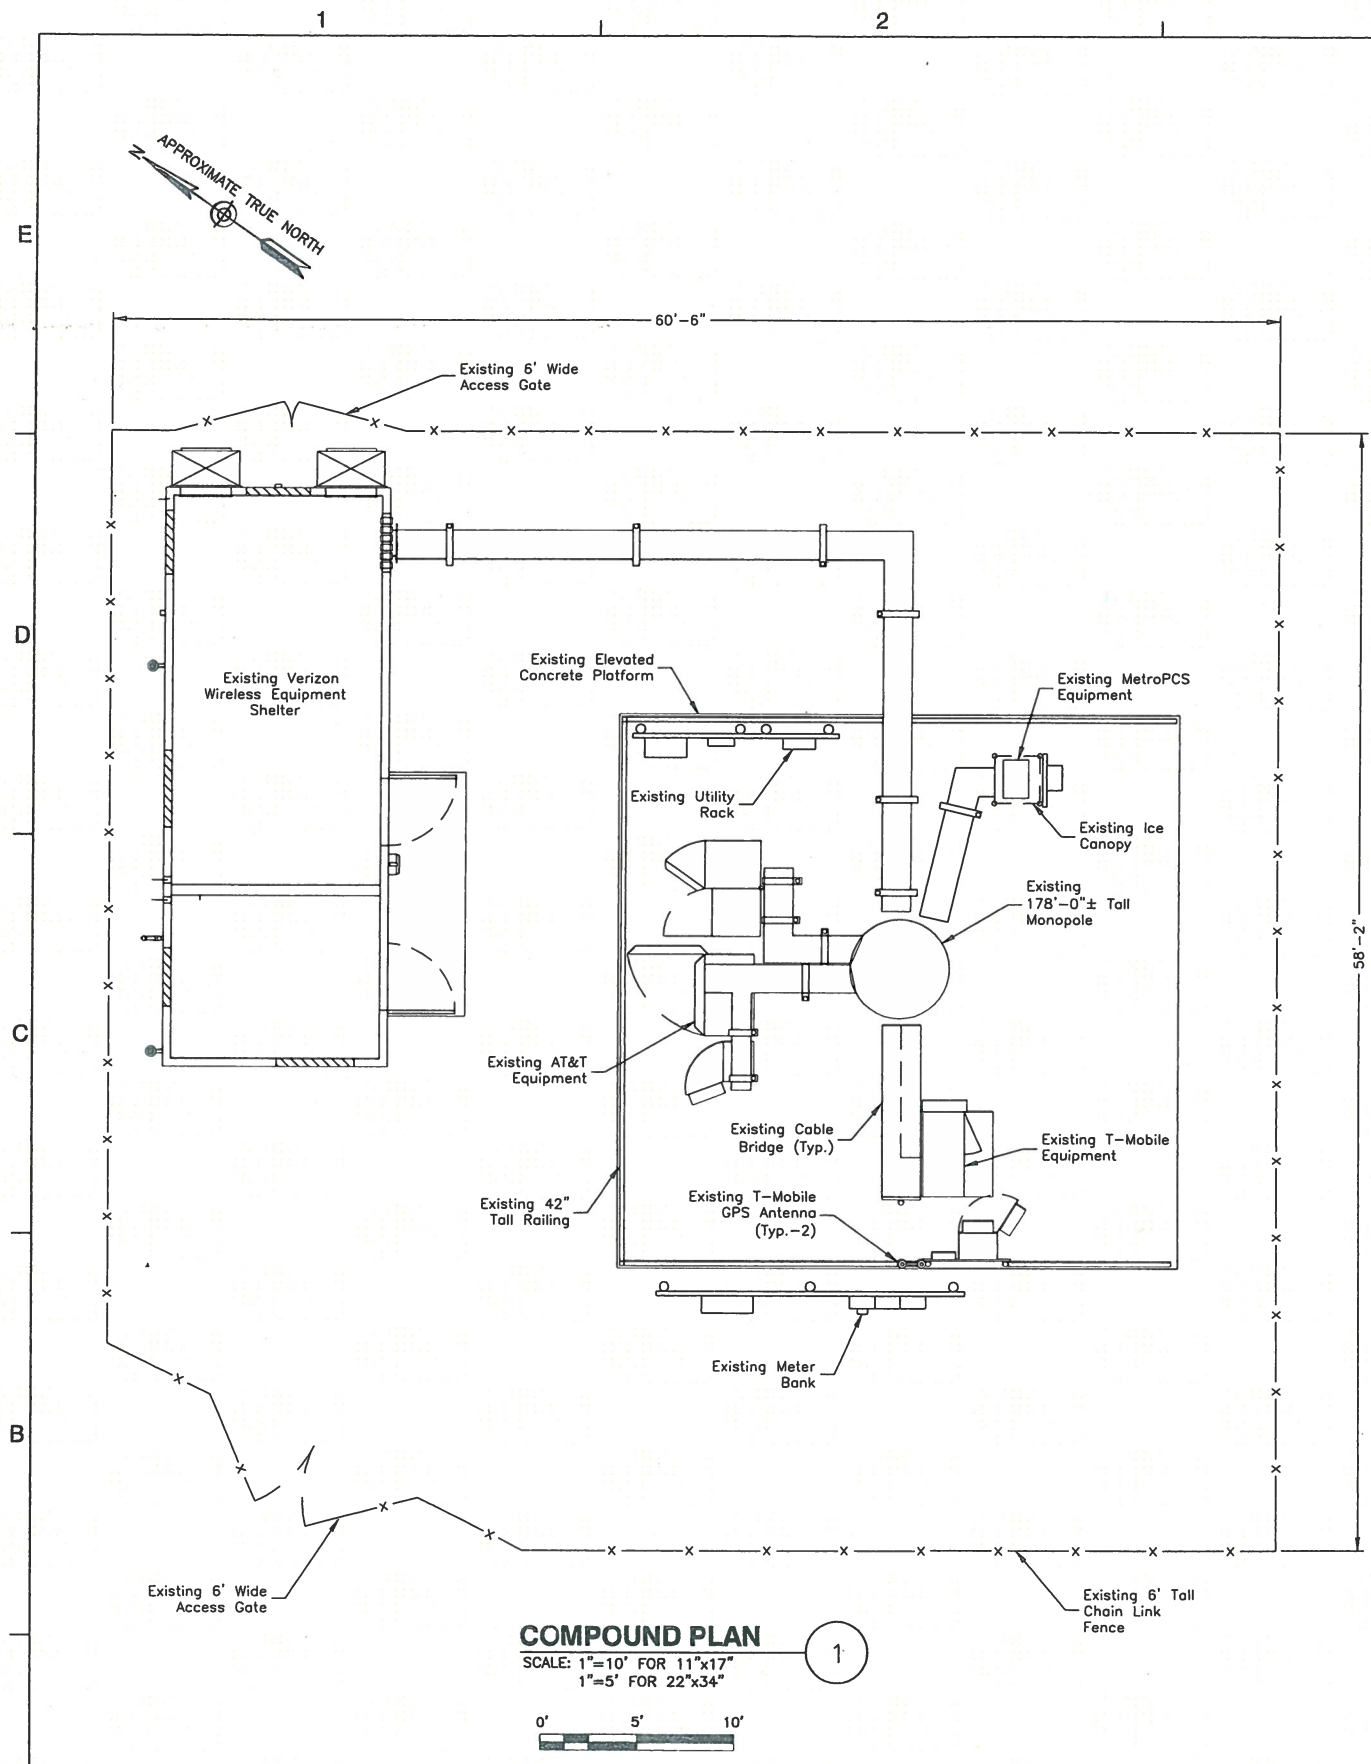 1
2
E
D
C
B
N
APPROXIMATE TRUE NORTH
60'-6"
Existing 6' Wide
Access Gate
Existing Verizon
Wireless Equipment
Shelter
Existing Elevated
Concrete Platform
Existing MetroPCS
Equipment
Existing Utility
Rack
Existing Ice
Canopy
Existing
178'-0"± Tall
Monopole
58'-2"
Existing AT&T
Equipment
Existing Cable
Bridge (Typ.)
Existing T-Mobile
Equipment
Existing 42"
Tall Railing
Existing T-Mobile
GPS Antenna
(Typ.-2)
Existing Meter
Bank
Existing 6' Wide
Access Gate
Existing 6' Tall
Chain Link
Fence
COMPOUND PLAN
1
SCALE: 1"=10' FOR 11"x17"
1"=5' FOR 22"x34"
0' 5' 10'